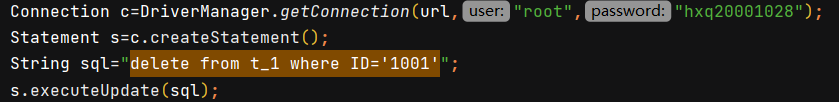 Connection c=DriverManager.getConnection(url, user: "root", password: "hxq20001028");
Statement s=c.createStatement();
String sql="delete from t_1 where ID='1001'";
s.executeUpdate(sql);